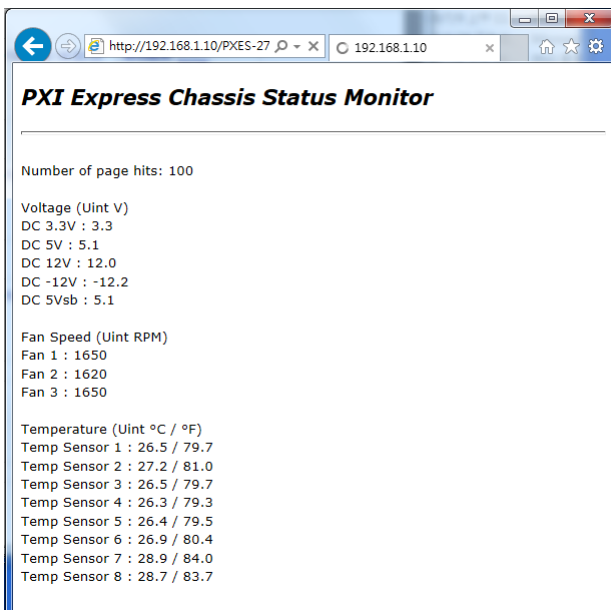 http://192.168.1.10/PXES-27
192.168.1.10
PXI Express Chassis Status Monitor
Number of page hits: 100
Voltage (Uint V)
DC 3.3V : 3.3
DC 5V : 5.1
DC 12V : 12.0
DC -12V : -12.2
DC 5Vsb : 5.1
Fan Speed (Uint RPM)
Fan 1 : 1650
Fan 2 : 1620
Fan 3 : 1650
Temperature (Uint °C / °F)
Temp Sensor 1 : 26.5 / 79.7
Temp Sensor 2 : 27.2 / 81.0
Temp Sensor 3 : 26.5 / 79.7
Temp Sensor 4 : 26.3 / 79.3
Temp Sensor 5 : 26.4 / 79.5
Temp Sensor 6 : 26.9 / 80.4
Temp Sensor 7 : 28.9 / 84.0
Temp Sensor 8 : 28.7 / 83.7